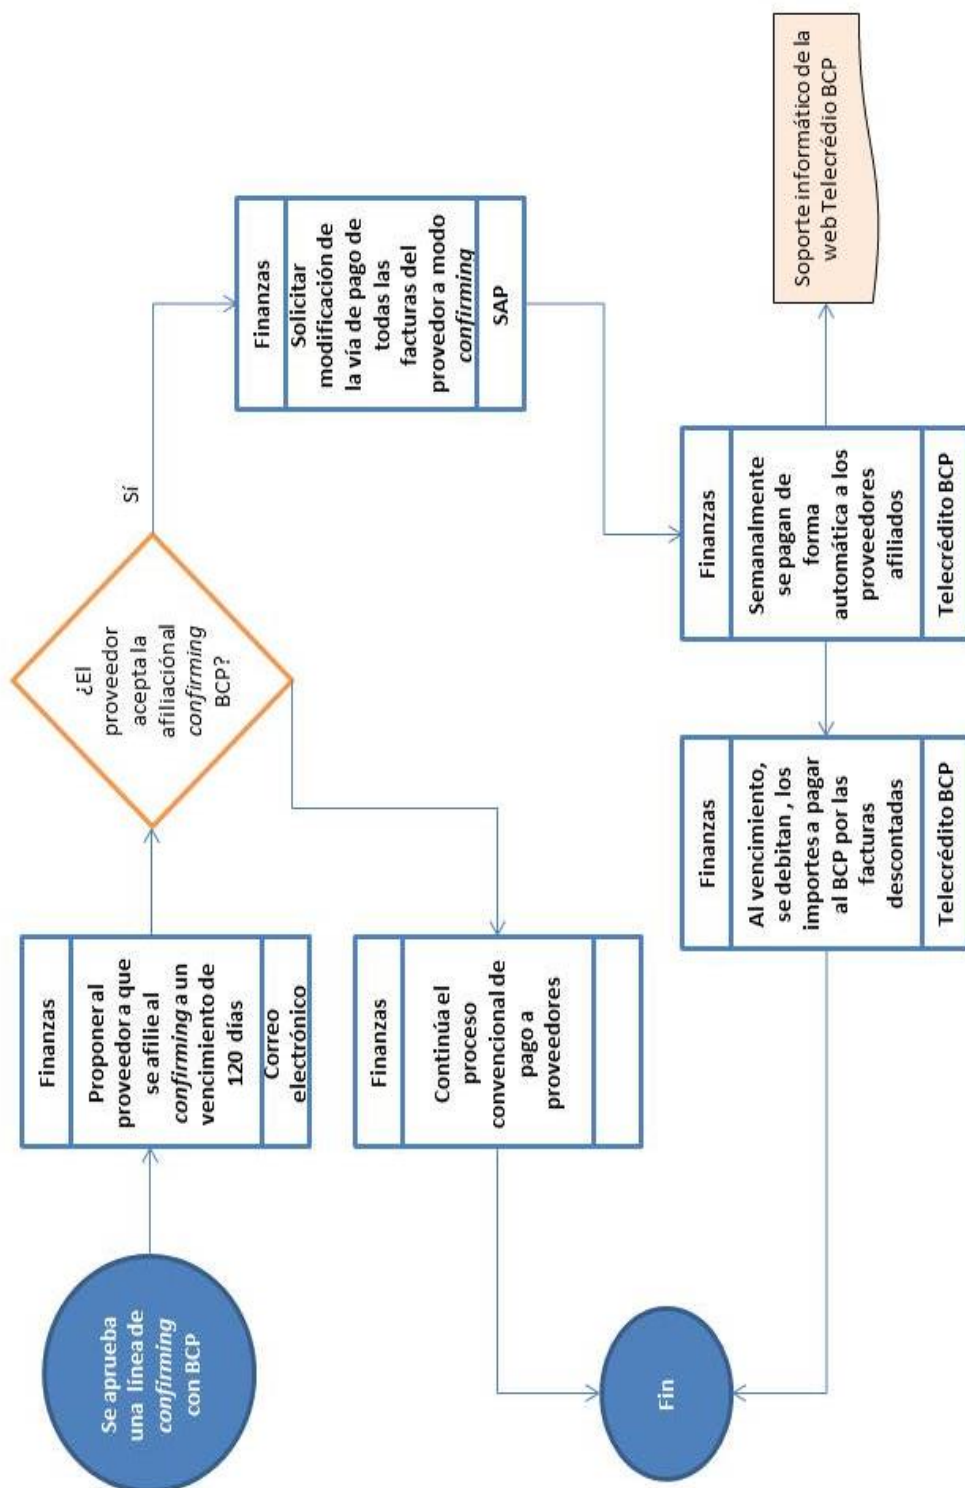 Se aprueba
una línea de
confirming
con BCP
Finanzas
Proponer al
proveedor a que
se afilie al
confirming a un
vencimiento de
120 días
Correo
electrónico
¿El
proveedor
acepta la
afiliaciónal
confirming
BCP?
Sí
Finanzas
Solicitar
modificación de
la vía de pago de
todas las
facturas del
provedor a modo
confirming
SAP
Finanzas
Continúa el
proceso
convencional de
pago a
proveedores
Finanzas
Semanalmente
se pagan de
forma
automática a los
proveedores
afiliados
Telecrédito BCP
Soporte informático de la
web Telecrédio BCP
Finanzas
Al vencimiento,
se debitan , los
importes a pagar
al BCP por las
facturas
descontadas
Telecrédito BCP
Fin